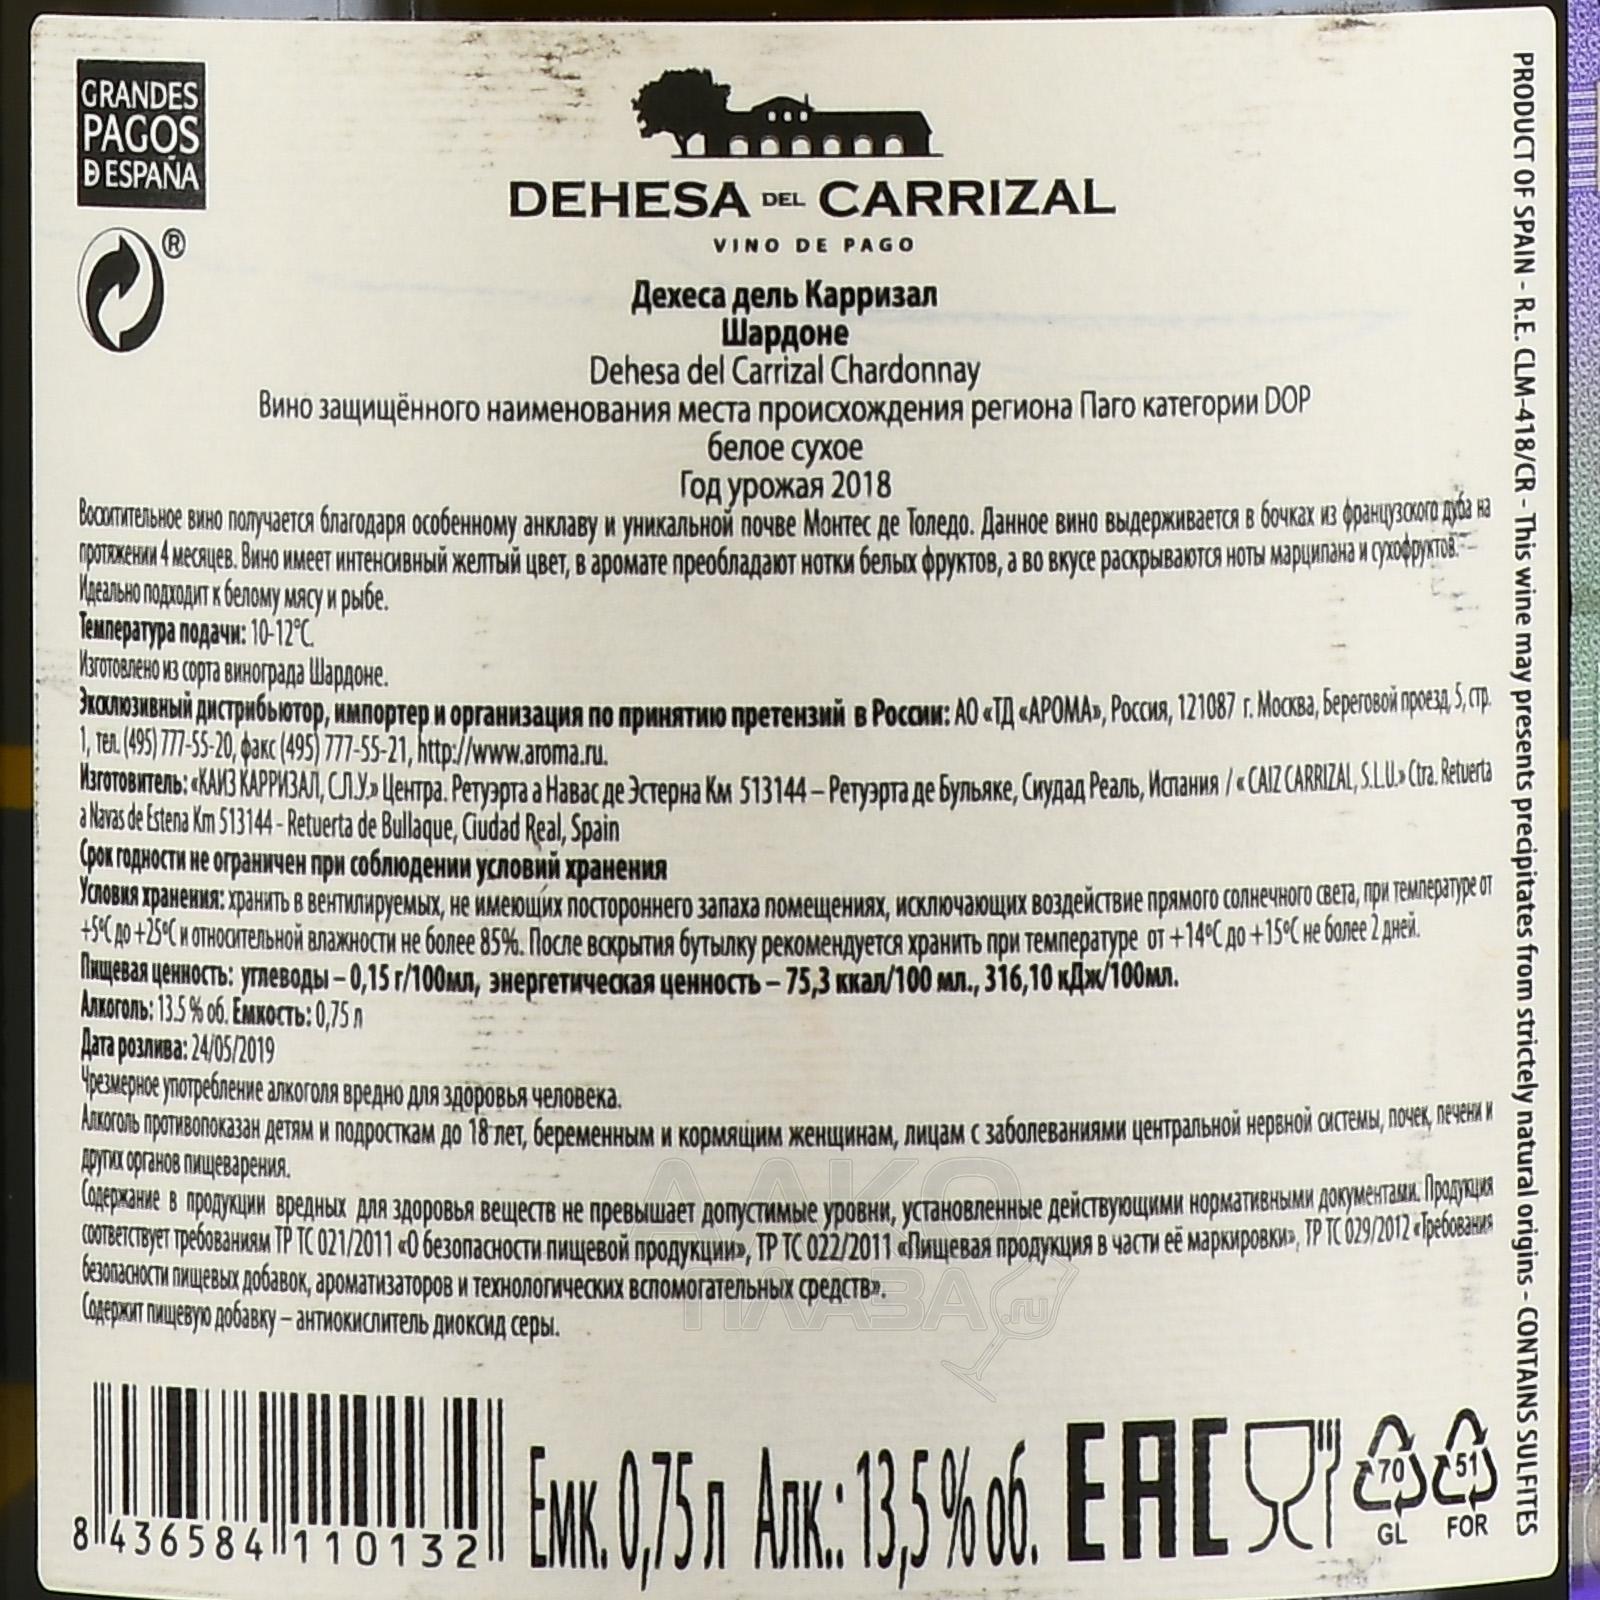 GRANDES
PAGOS
DE ESPAÑA
®
DEHESA DEL CARRIZAL
VINO DE PAGO
Дехеса дель Карризал
Шардоне
Dehesa del Carrizal Chardonnay
Вино защищённого наименования места происхождения региона Паго категории DOP
белое сухое
Год урожая 2018
Восхитительное вино получается благодаря особенному анклаву и уникальной почве Монтес де Толедо. Данное вино выдерживается в бочках из французского дуба на
протяжении 4 месяцев. Вино имеет интенсивный желтый цвет, в аромате преобладают нотки белых фруктов, а во вкусе раскрываются ноты марципана и сухофруктов.
Идеально подходит к белому мясу и рыбе.
Температура подачи: 10-12°С.
Изготовлено из сорта винограда Шардоне.
Эксклюзивный дистрибьютор, импортер и организация по принятию претензий в России: АО «ТД «АРОМА», Россия, 121087 г. Москва, Береговой проезд, 5, стр.
1, тел. (495) 777-55-20, факс (495) 777-55-21, http://www.aroma.ru.
Изготовитель: «КАИЗ КАРРИЗАЛ, С.Л.У.» Центра. Ретуэрта а Навас де Эстерна Км 513144 – Ретуэрта де Бульяке, Сиудад Реаль, Испания / « CAIZ CARRIZAL, S.L.U.» Ctra. Retuerta
a Navas de Estena Km 513144 - Retuerta de Bullaque, Ciudad Real, Spain
Срок годности не ограничен при соблюдении условий хранения
Условия хранения: хранить в вентилируемых, не имеющих постороннего запаха помещениях, исключающих воздействие прямого солнечного света, при температуре от
+5°С до +25°С и относительной влажности не более 85%. После вскрытия бутылку рекомендуется хранить при температуре от +14°С до +15°С не более 2 дней.
Пищевая ценность: углеводы – 0,15 г/100мл, энергетическая ценность – 75,3 ккал/100 мл., 316,10 кДж/100мл.
Алкоголь: 13.5 % об. Емкость: 0,75 л
Дата розлива: 24/05/2019
Чрезмерное употребление алкоголя вредно для здоровья человека.
Алкоголь противопоказан детям и подросткам до 18 лет, беременным и кормящим женщинам, лицам с заболеваниями центральной нервной системы, почек, печени и
других органов пищеварения.
Содержание в продукции вредных для здоровья веществ не превышает допустимые уровни, установленные действующими нормативными документами. Продукция
соответствует требованиям ТР ТС 021/2011 «О безопасности пищевой продукции», ТР ТС 022/2011 «Пищевая продукция в части её маркировки», ТР ТС 029/2012 «Требования
безопасности пищевых добавок, ароматизаторов и технологических вспомогательных средств».
Содержит пищевую добавку – антиокислитель диоксид серы.
АЛКО
ПЛАЗА .ru
8 436584 110132
Емк. 0,75 л Алк.: 13,5 % об.
EAC
70
GL
51
FOR
PRODUCT OF SPAIN - R.E. CLM-418/CR - This wine may presents precipitates from strictely natural origins - CONTAINS SULFITES